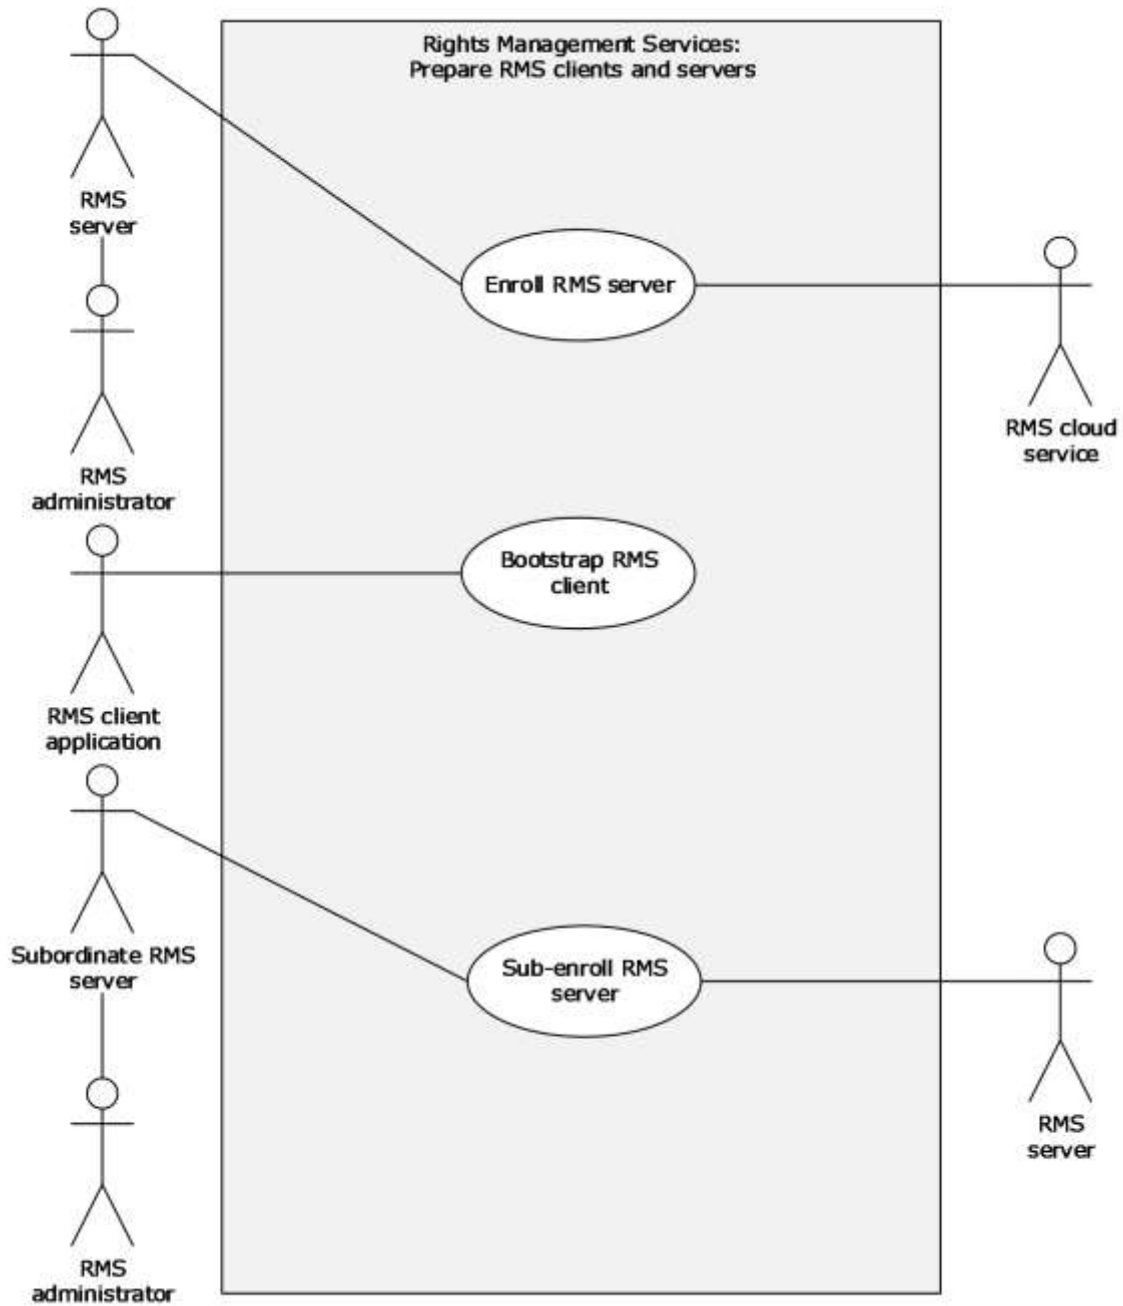 Rights Management Services:
Prepare RMS clients and servers
RMS
server
Enroll RMS server
RMS cloud
service
RMS
administrator
Bootstrap RMS
client
RMS client
application
Subordinate RMS
server
Sub-enroll RMS
server
RMS
server
RMS
administrator